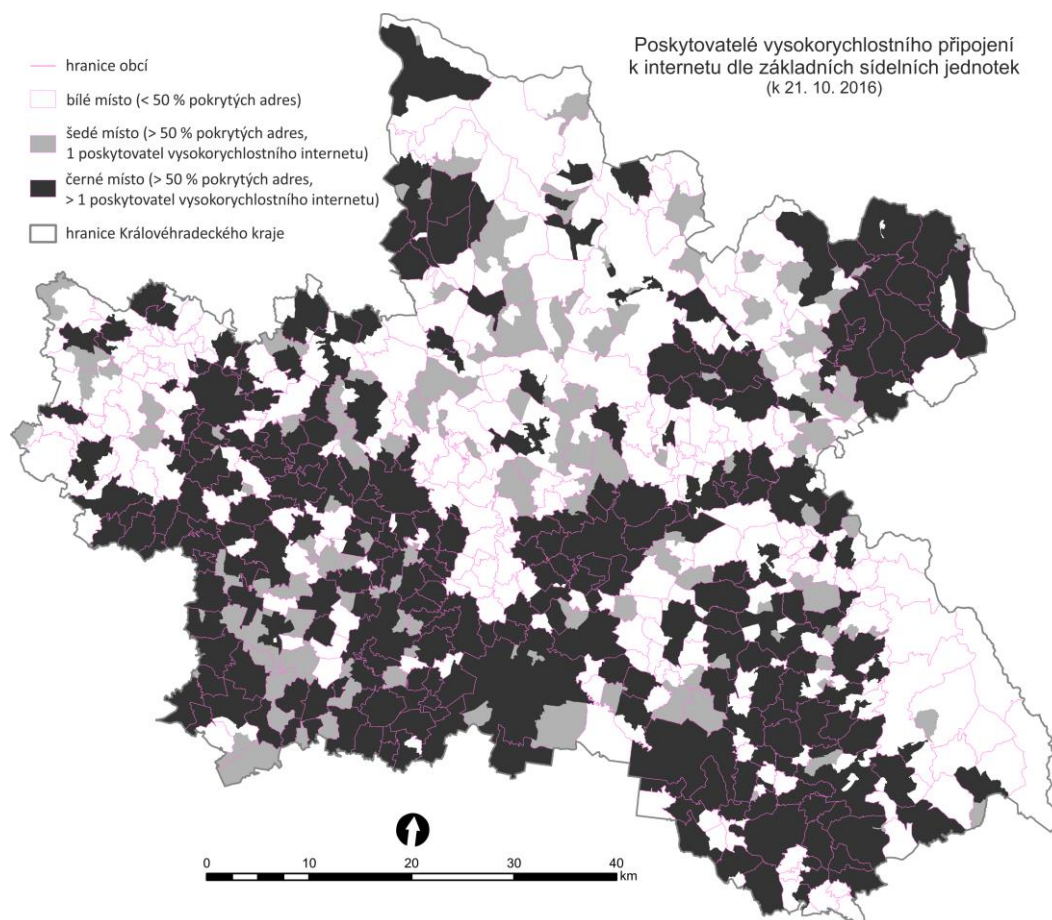 Poskytovatelé vysokorychlostního připojení
k internetu dle základních sídelních jednotek
(k 21. 10. 2016)
hranice obcí
bílé místo (< 50 % pokrytých adres)
šedé místo (> 50 % pokrytých adres,
1 poskytovatel vysokorychlostního internetu)
černé místo (> 50 % pokrytých adres,
> 1 poskytovatel vysokorychlostního internetu)
hranice Královéhradeckého kraje
0 10 20 30 40
km